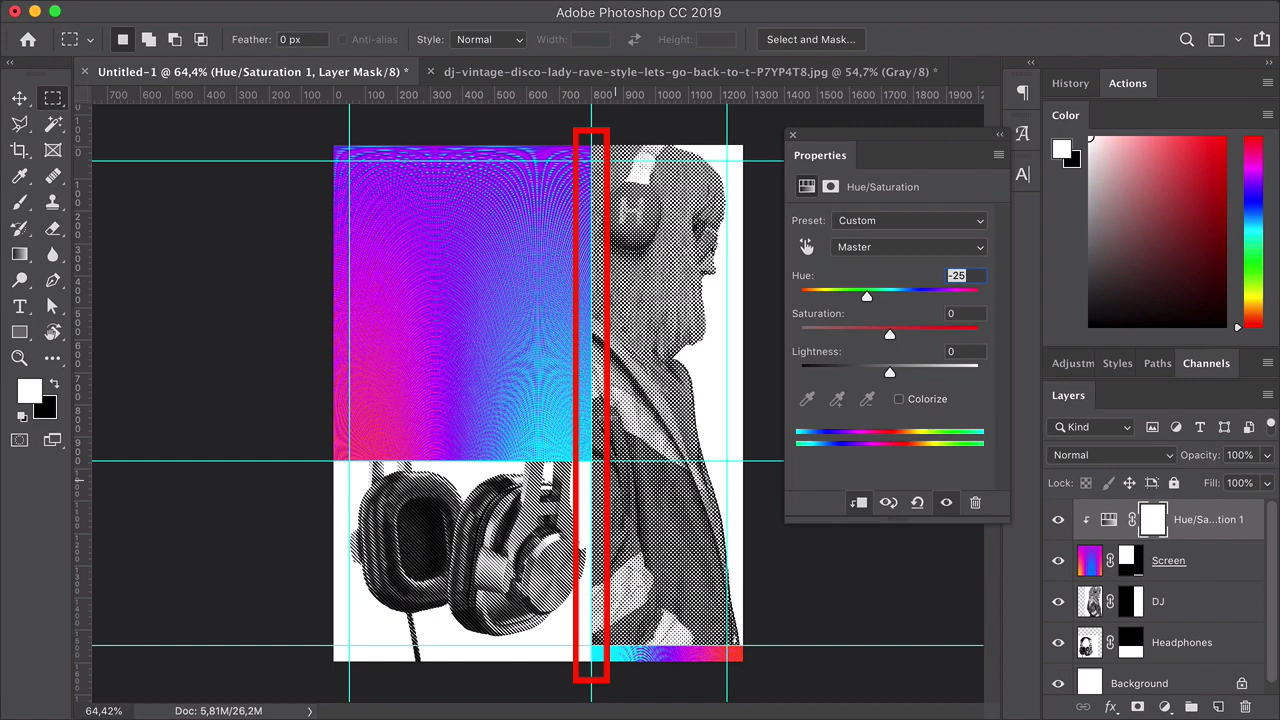 Adobe Photoshop CC 2019
Feather: 0 px Anti-alias Style: Normal Width: Height: Select and Mask...
Untitled-1 @ 64,4% (Hue/Saturation 1, Layer Mask/8) * dj-vintage-disco-lady-rave-style-lets-go-back-to-t-P7YP4T8.jpg @ 54,7% (Gray/8) *
700 600 500 400 300 200 100 0 100 200 300 400 500 600 700 800 900 1000 1100 1200 1300 1400 1500 1600 1700 1800 1900
History Actions
Color
Properties
Hue/Saturation
Preset: Custom
Master
Hue: -25
Saturation: 0
Lightness: 0
Colorize
Adjustm Styles Paths Channels
Layers
Kind
Normal Opacity: 100%
Lock: Fill: 100%
Hue/Sa...tion 1
Screen
DJ
Headphones
Background
64,42% Doc: 5,81M/26,2M